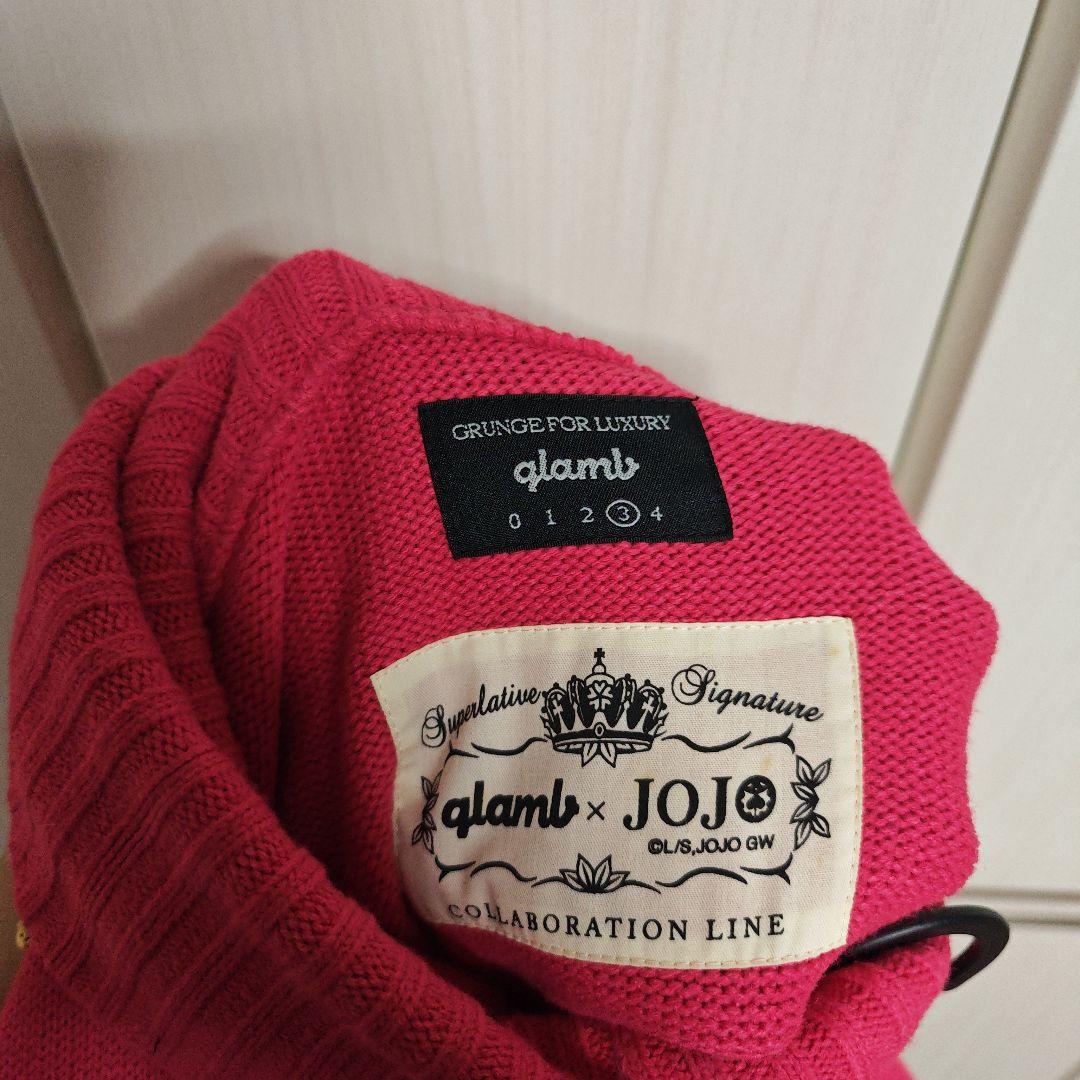 GRUNGE FOR LUXURY
glamb
0 1 2 3 4
Superlative Signature
glamb × JOJO
©L/S,JOJO GW
COLLABORATION LINE